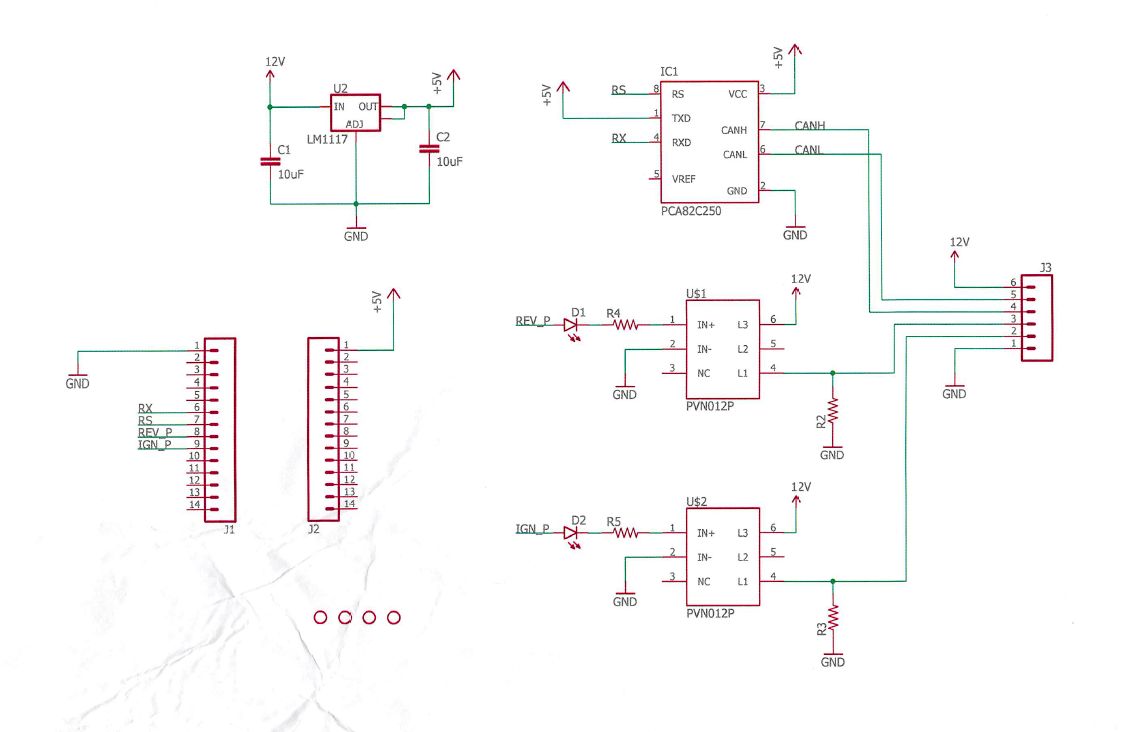 12V
U2
IN OUT
ADJ
LM1117
+5V
C1
10uF
C2
10uF
GND
IC1
+5V
+5V
RS 8 RS
VCC 3
1 TXD
RX 4 RXD
CANH 7 CANH
CANL 6 CANL
5 VREF
GND 2
PCA82C250
GND
+5V
GND
1
2
3
4
5
RX 6
RS 7
REV_P 8
IGN_P 9
10
11
12
13
14
J1
1
2
3
4
5
6
7
8
9
10
11
12
13
14
J2
12V
U$1
REV_P D1 R4 1 IN+ L3 6
2 IN- L2 5
3 NC L1 4
GND
PVN012P
R2
GND
12V
J3
6
5
4
3
2
1
GND
12V
U$2
IGN_P D2 R5 1 IN+ L3 6
2 IN- L2 5
3 NC L1 4
GND
PVN012P
R3
GND